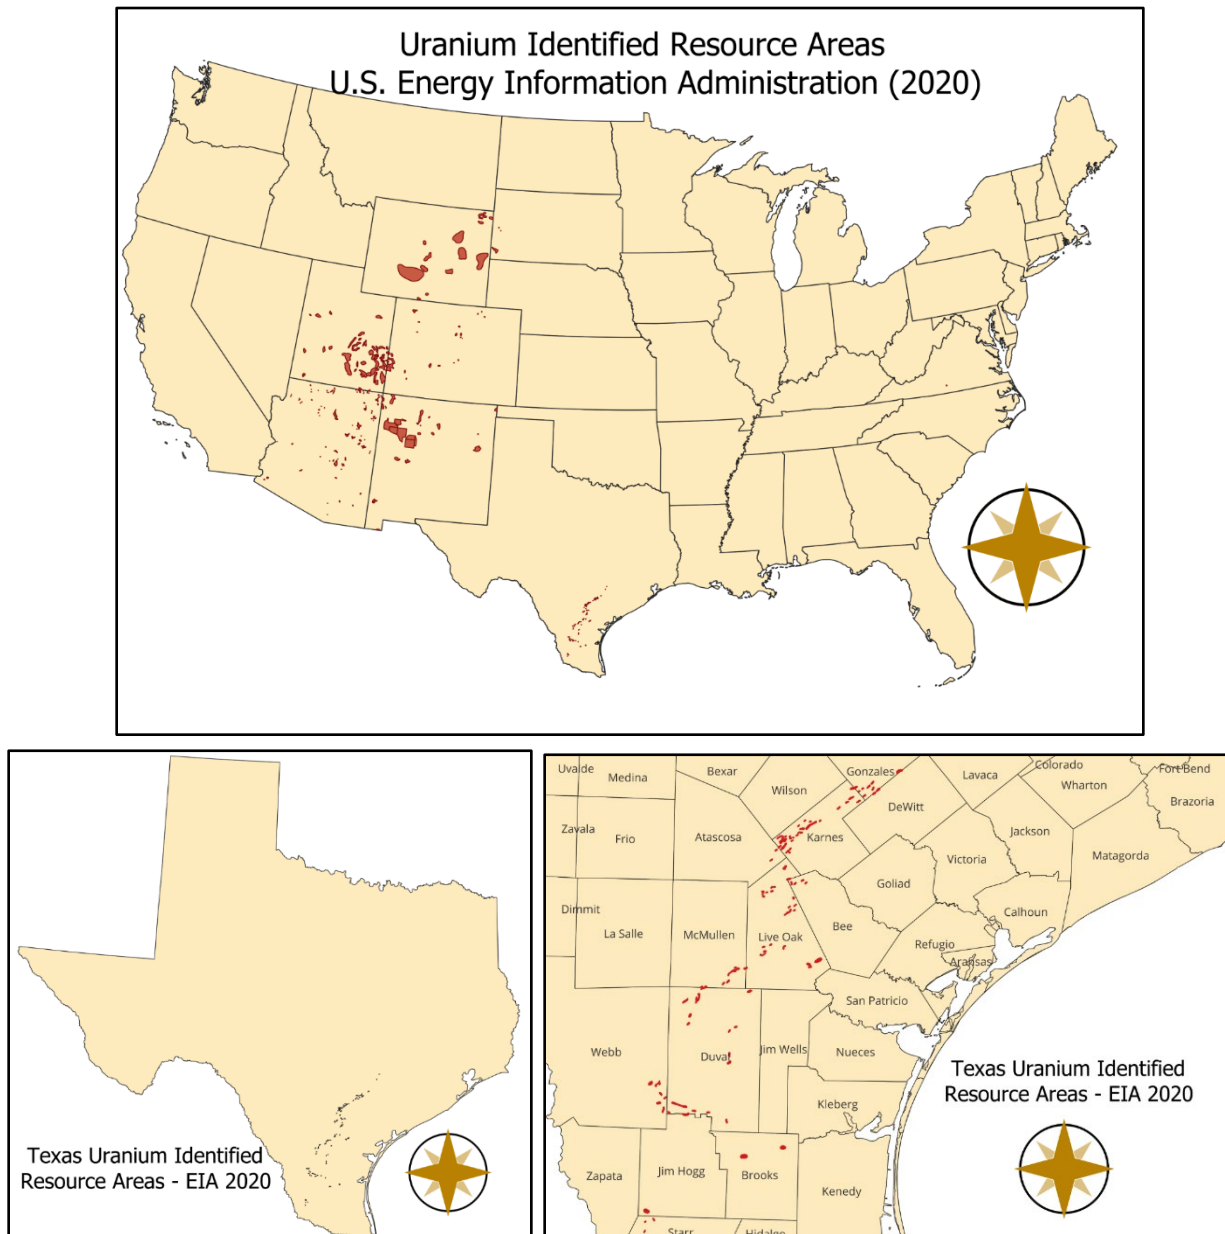 Uranium Identified Resource Areas
U.S. Energy Information Administration (2020)
Texas Uranium Identified
Resource Areas - EIA 2020
Uvalde
Medina
Bexar
Wilson
Gonzales
Lavaca
Colorado
Wharton
Fort Bend
Brazoria
Zavala
Frio
Atascosa
Karnes
DeWitt
Jackson
Matagorda
Victoria
Goliad
Calhoun
Dimmit
La Salle
McMullen
Live Oak
Bee
Refugio
Aransas
San Patricio
Webb
Duval
Jim Wells
Nueces
Kleberg
Texas Uranium Identified
Resource Areas - EIA 2020
Zapata
Jim Hogg
Brooks
Kenedy
Starr
Hidalgo